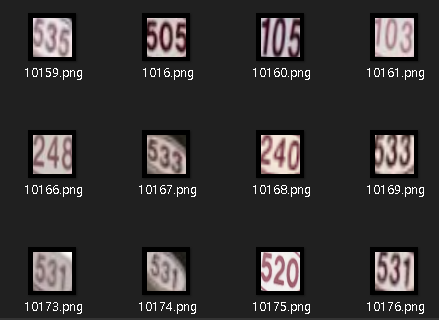 535 505 105 103
10159.png 1016.png 10160.png 10161.png
248 533 240 533
10166.png 10167.png 10168.png 10169.png
531 531 520 531
10173.png 10174.png 10175.png 10176.png